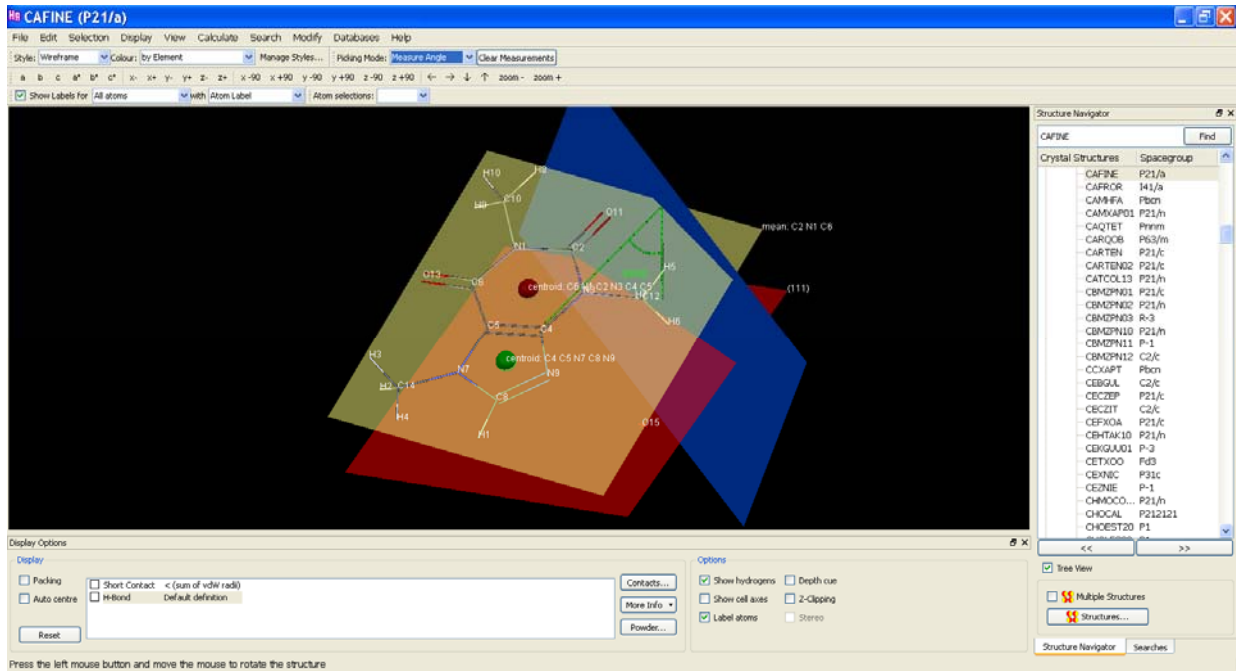 CAFINE (P21/a)
File Edit Selection Display View Calculate Search Modify Databases Help
Style: Wireframe Colour: by Element Manage Styles... Picking Mode: Measure Angle Clear Measurements
a b c a* b* c* x- x+ y- y+ z- z+ x-90 x+90 y-90 y+90 z-90 z+90 ← → ↓ ↑ zoom- zoom+
Show Labels for All atoms with Atom Label Atom selections:
H10
H8
H9
C10
O11
mean: C2 N1 C6
N1
C2
O13
C6
H5
centroid: C6 N1 C2 N3 C4 C5
C12
(111)
H6
C5
C4
H3
centroid: C4 C5 N7 C8 N9
N7
N9
H2 C14
C8
H4
O15
H1
Structure Navigator
CAFINE Find
Crystal Structures Spacegroup
CAFINE P21/a
CAFROR I41/a
CAMHFA Pbcn
CAMXAP01 P21/n
CAQTET Pnnm
CARQOB P63/m
CARTEN P21/c
CARTEN02 P21/c
CATCOL13 P21/n
CBMZPN01 P21/c
CBMZPN02 P21/n
CBMZPN03 R-3
CBMZPN10 P21/n
CBMZPN11 P-1
CBMZPN12 C2/c
CCXAPT Pbcn
CEBGUL C2/c
CECZEP P21/c
CECZIT C2/c
CEFXOA P21/c
CEHTAK10 P21/n
CEKGUU01 P-3
CETXOO Fd3
CEXNIC P31c
CEZNIE P-1
CHMOCO... P21/n
CHOCAL P212121
CHOEST20 P1
<< >>
Tree View
Multiple Structures
Structures...
Structure Navigator Searches
Display Options
Display
Packing
Auto centre
Reset
Short Contact < (sum of vdW radii)
H-Bond Default definition
Contacts...
More Info
Powder...
Options
Show hydrogens Depth cue
Show cell axes Z-Clipping
Label atoms Stereo
Press the left mouse button and move the mouse to rotate the structure